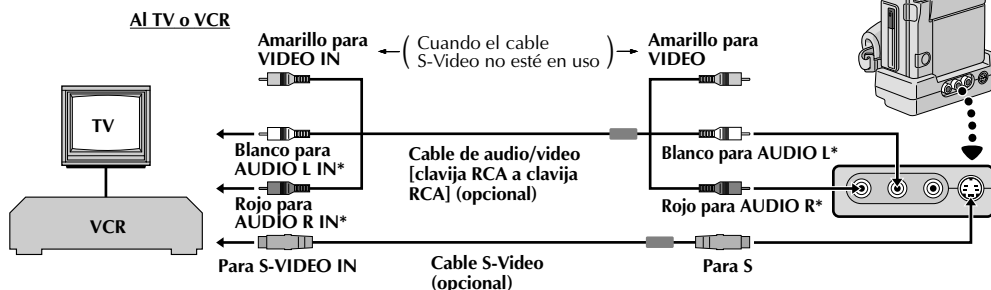 Al TV o VCR
Amarillo para
VIDEO IN
( Cuando el cable
S-Video no esté en uso )
Amarillo para
VIDEO
TV
Blanco para
AUDIO L IN*
Cable de audio/video
[clavija RCA a clavija
RCA] (opcional)
Blanco para AUDIO L*
Rojo para
AUDIO R IN*
Rojo para AUDIO R*
VCR
Para S-VIDEO IN
Cable S-Video
(opcional)
Para S